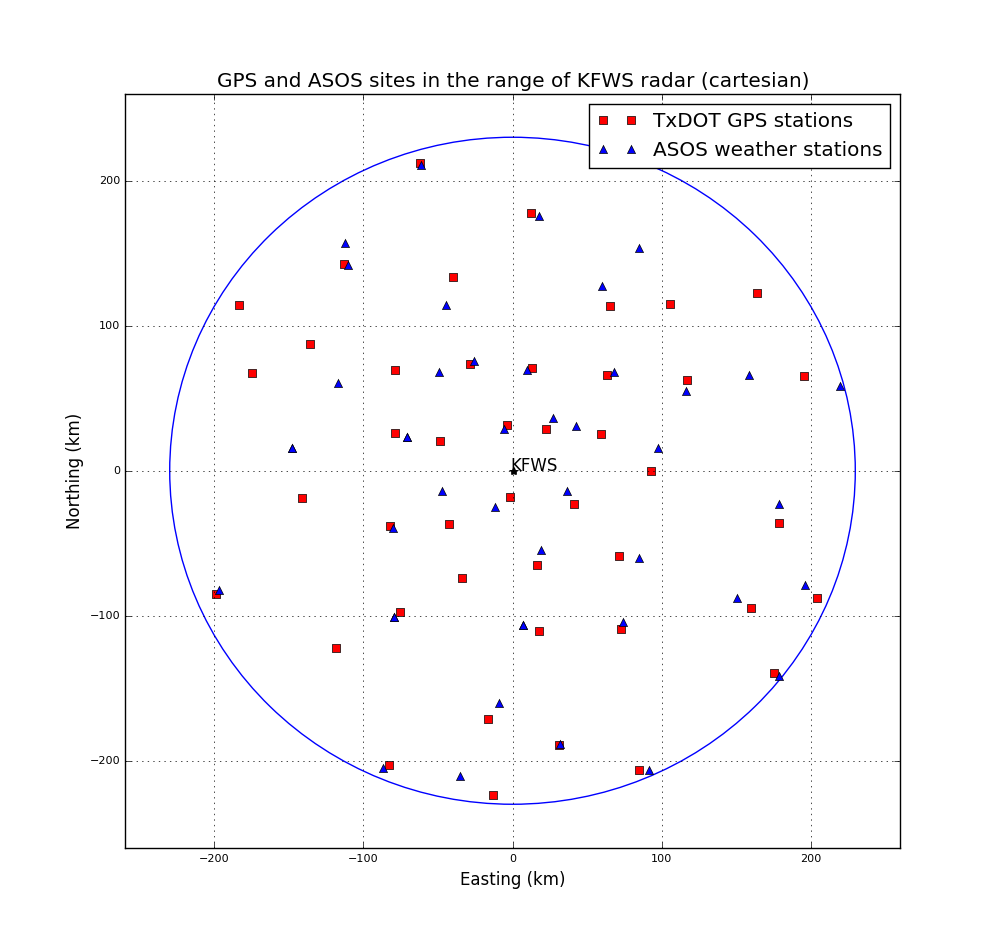 GPS and ASOS sites in the range of KFWS radar (cartesian)
TxDOT GPS stations
ASOS weather stations
200
100
0
−100
−200
KFWS
−200 −100 0 100 200
Northing (km)
Easting (km)